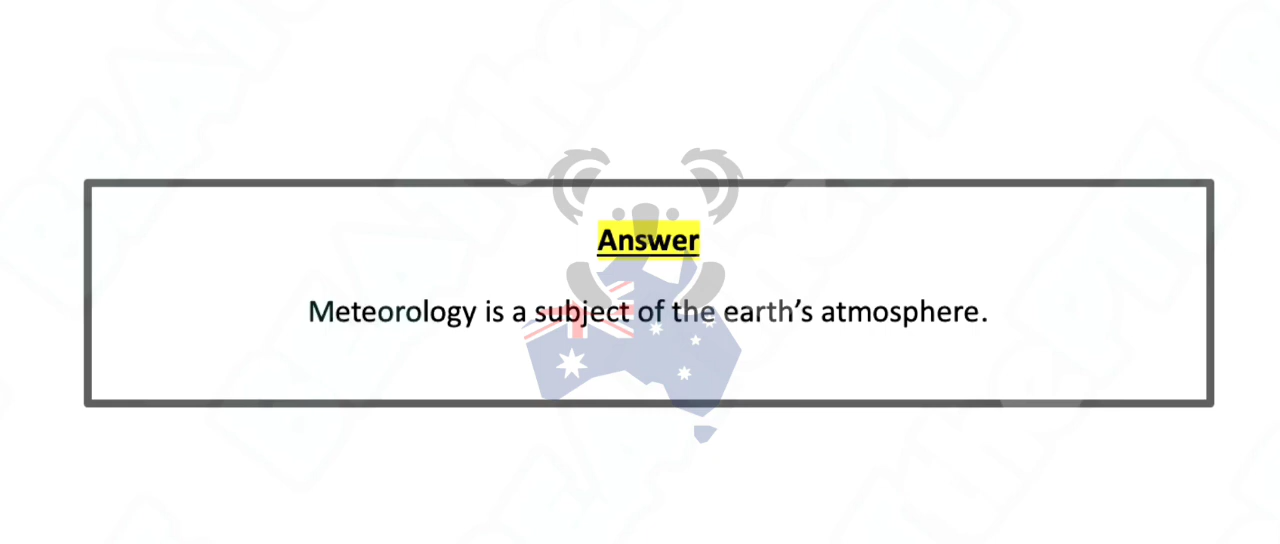 Answer
Meteorology is a subject of the earth’s atmosphere.